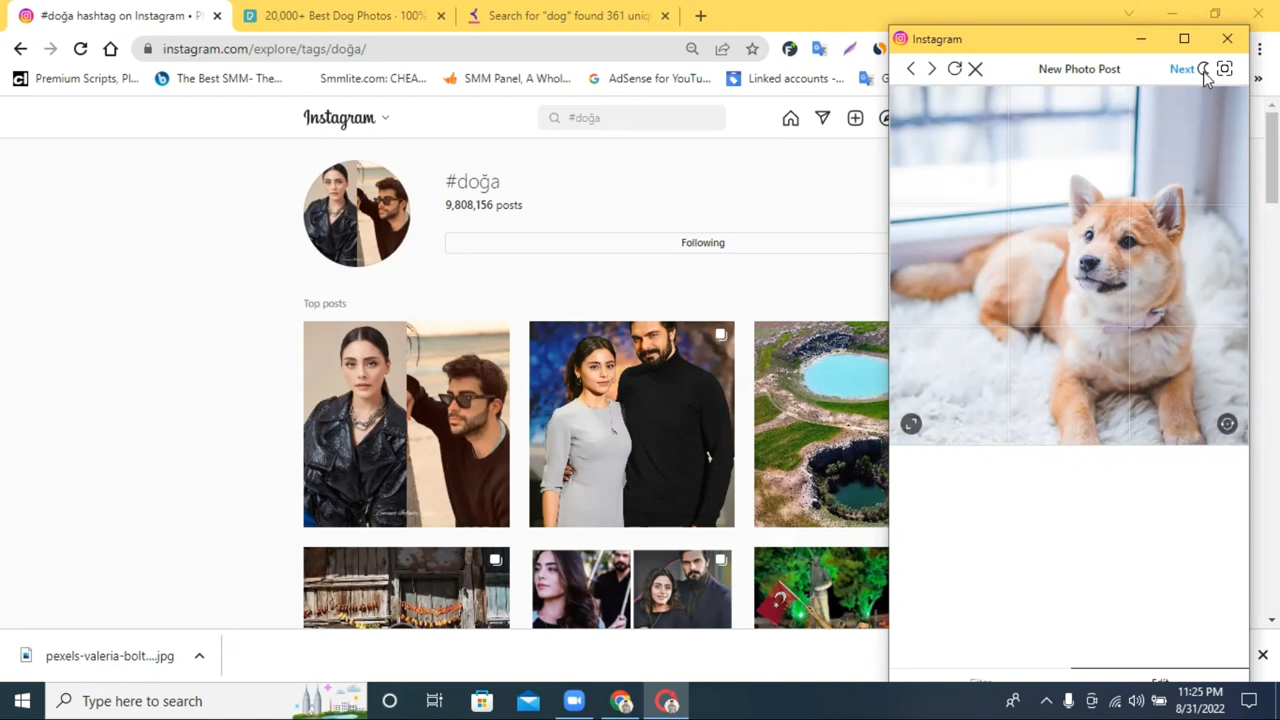 #doğa hashtag on Instagram • P
20,000+ Best Dog Photos · 100%
Search for "dog" found 361 uniq
instagram.com/explore/tags/doğa/
Premium Scripts, Pl...
The Best SMM- The...
Smmlite.com: CHEA...
SMM Panel, A Whol...
AdSense for YouTu...
Linked accounts -...
Instagram
#doğa
#doğa
9,808,156 posts
Following
Top posts
Instagram
New Photo Post
Next
Edit
pexels-valeria-bolt....jpg
Type here to search
11:25 PM
8/31/2022